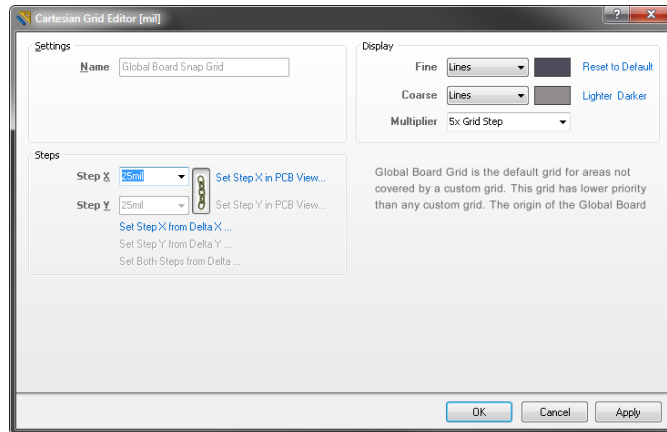 Cartesian Grid Editor [mil]
Settings
Name Global Board Snap Grid
Display
Fine Lines Reset to Default
Coarse Lines Lighter Darker
Multiplier 5x Grid Step
Steps
Step X 25mil Set Step X in PCB View...
Step Y 25mil Set Step Y in PCB View...
Set Step X from Delta X ...
Set Step Y from Delta Y ...
Set Both Steps from Delta ...
Global Board Grid is the default grid for areas not
covered by a custom grid. This grid has lower priority
than any custom grid. The origin of the Global Board
OK Cancel Apply